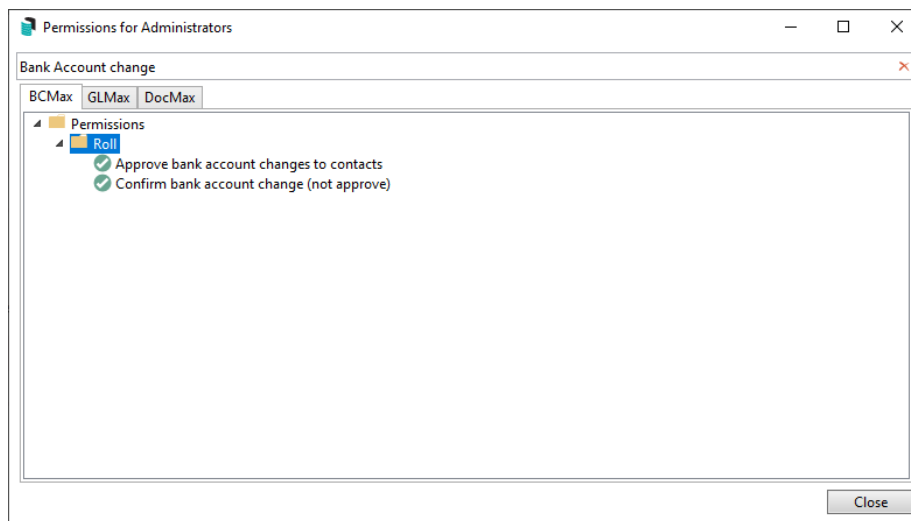 Permissions for Administrators
Bank Account change
BCMax GLMax DocMax
Permissions
Roll
Approve bank account changes to contacts
Confirm bank account change (not approve)
Close